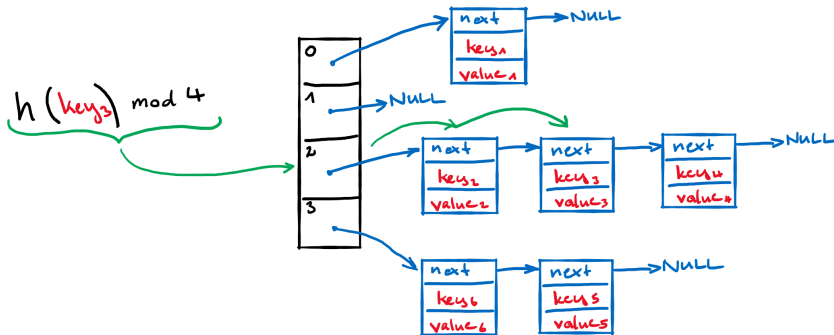 h (key3) mod 4
0
1
2
3
next
key1
value1
NULL
NULL
next
key2
value2
next
key3
value3
next
key4
value4
NULL
next
key6
value6
next
key5
value5
NULL